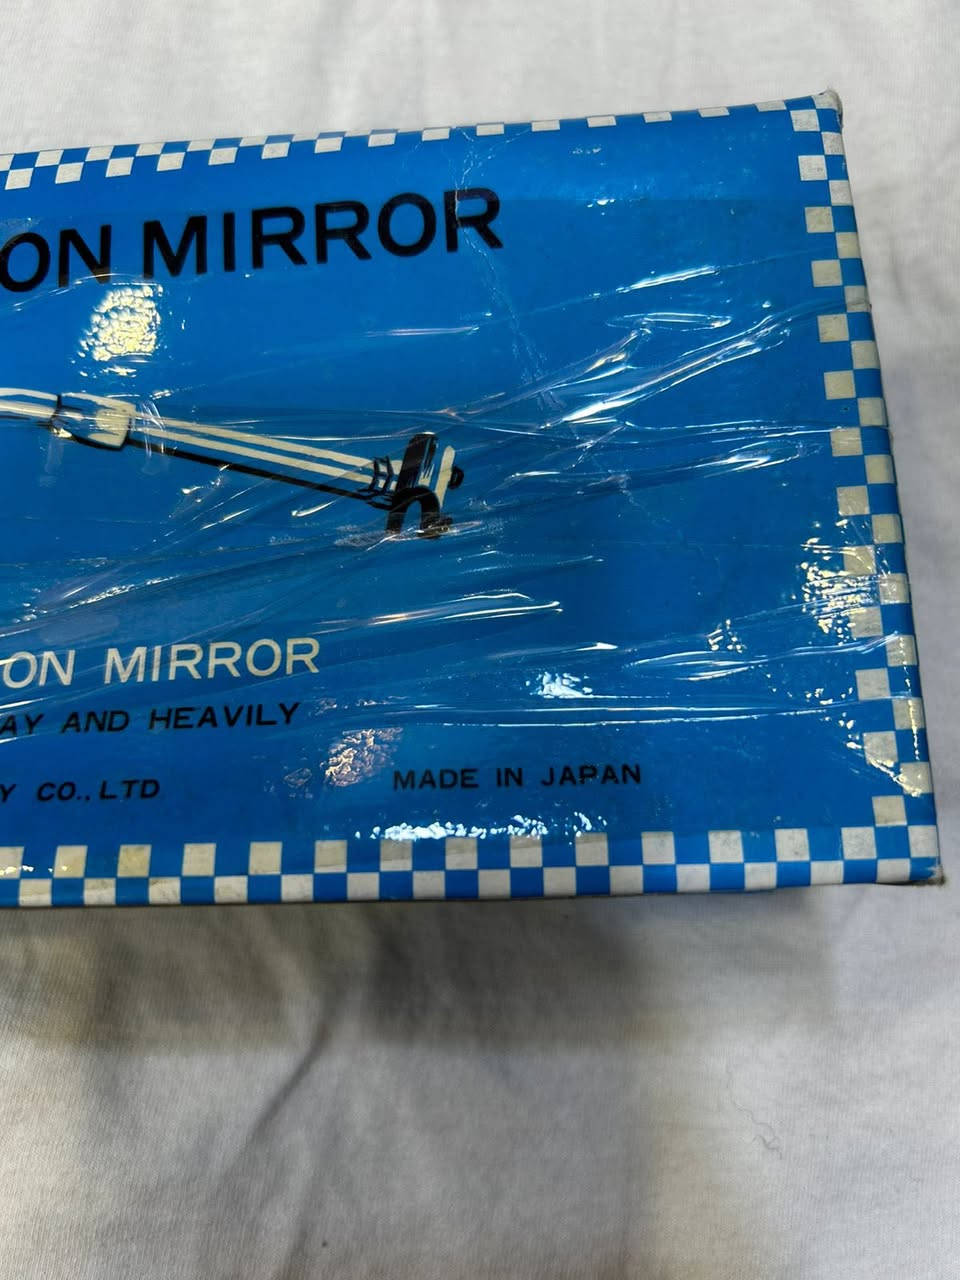 ON MIRROR
ON MIRROR
AY AND HEAVILY
Y CO., LTD
MADE IN JAPAN